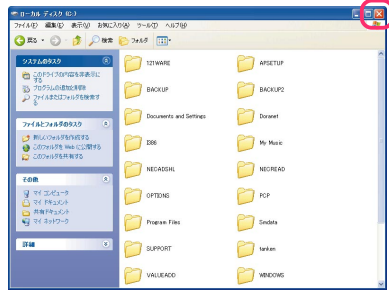 ローカル ディスク (C:)
ファイル(F) 編集(E) 表示(V) お気に入り(A) ツール(T) ヘルプ(H)
戻る 検索 フォルダ
システムのタスク
このドライブの内容を非表示に
する
プログラムの追加と削除
ファイルまたはフォルダを検索す
る
ファイルとフォルダのタスク
新しいフォルダを作成する
このフォルダを Web に公開する
このフォルダを共有する
その他
マイ コンピュータ
マイ ドキュメント
共有ドキュメント
マイ ネットワーク
詳細
121WARE APSETUP
BACKUP BACKUP2
Documents and Settings Doranet
I386 My Music
NECADSHL NECREAD
OPTIONS PCP
Program Files
SUPPORT tanken
VALUEADD WINDOWS